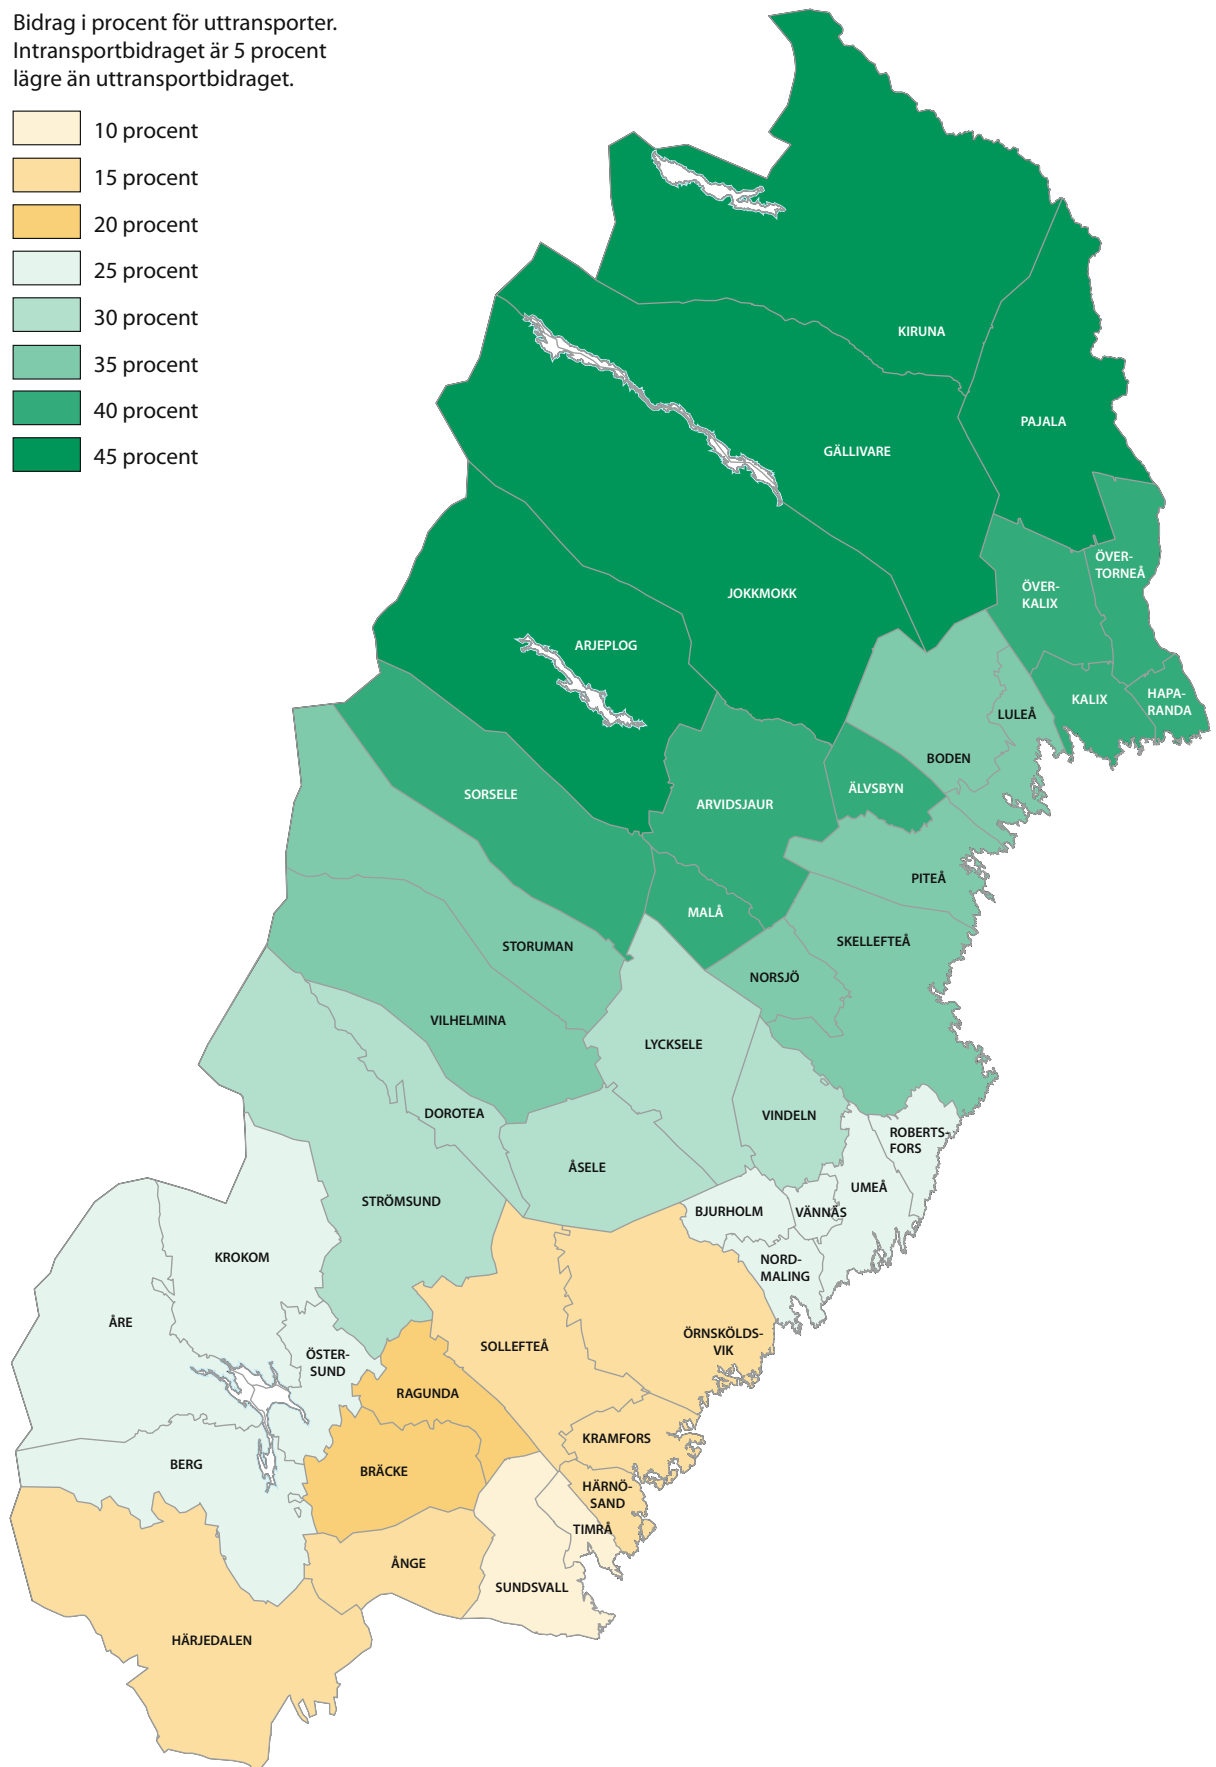 Bidrag i procent för uttransporter.
Intransportbidraget är 5 procent
lägre än uttransportbidraget.
10 procent
15 procent
20 procent
25 procent
30 procent
35 procent
40 procent
45 procent
KIRUNA
PAJALA
GÄLLIVARE
ÖVER-
TORNEÅ
ÖVER-
KALIX
JOKKMOKK
ARJEPLOG
KALIX
HAPA-
RANDA
LULEÅ
BODEN
ÄLVSBYN
SORSELE
ARVIDSJAUR
PITEÅ
MALÅ
SKELLEFTEÅ
STORUMAN
NORSJÖ
VILHELMINA
LYCKSELE
DOROTEA
VINDELN
ROBERTS-
FORS
ÅSELE
UMEÅ
STRÖMSUND
BJURHOLM
VÄNNÄS
KROKOM
NORD-
MALING
ÅRE
ÖSTER-
SUND
SOLLEFTEÅ
ÖRNSKÖLDS-
VIK
RAGUNDA
KRAMFORS
BERG
BRÄCKE
HÄRNÖ-
SAND
TIMRÅ
ÅNGE
SUNDSVALL
HÄRJEDALEN